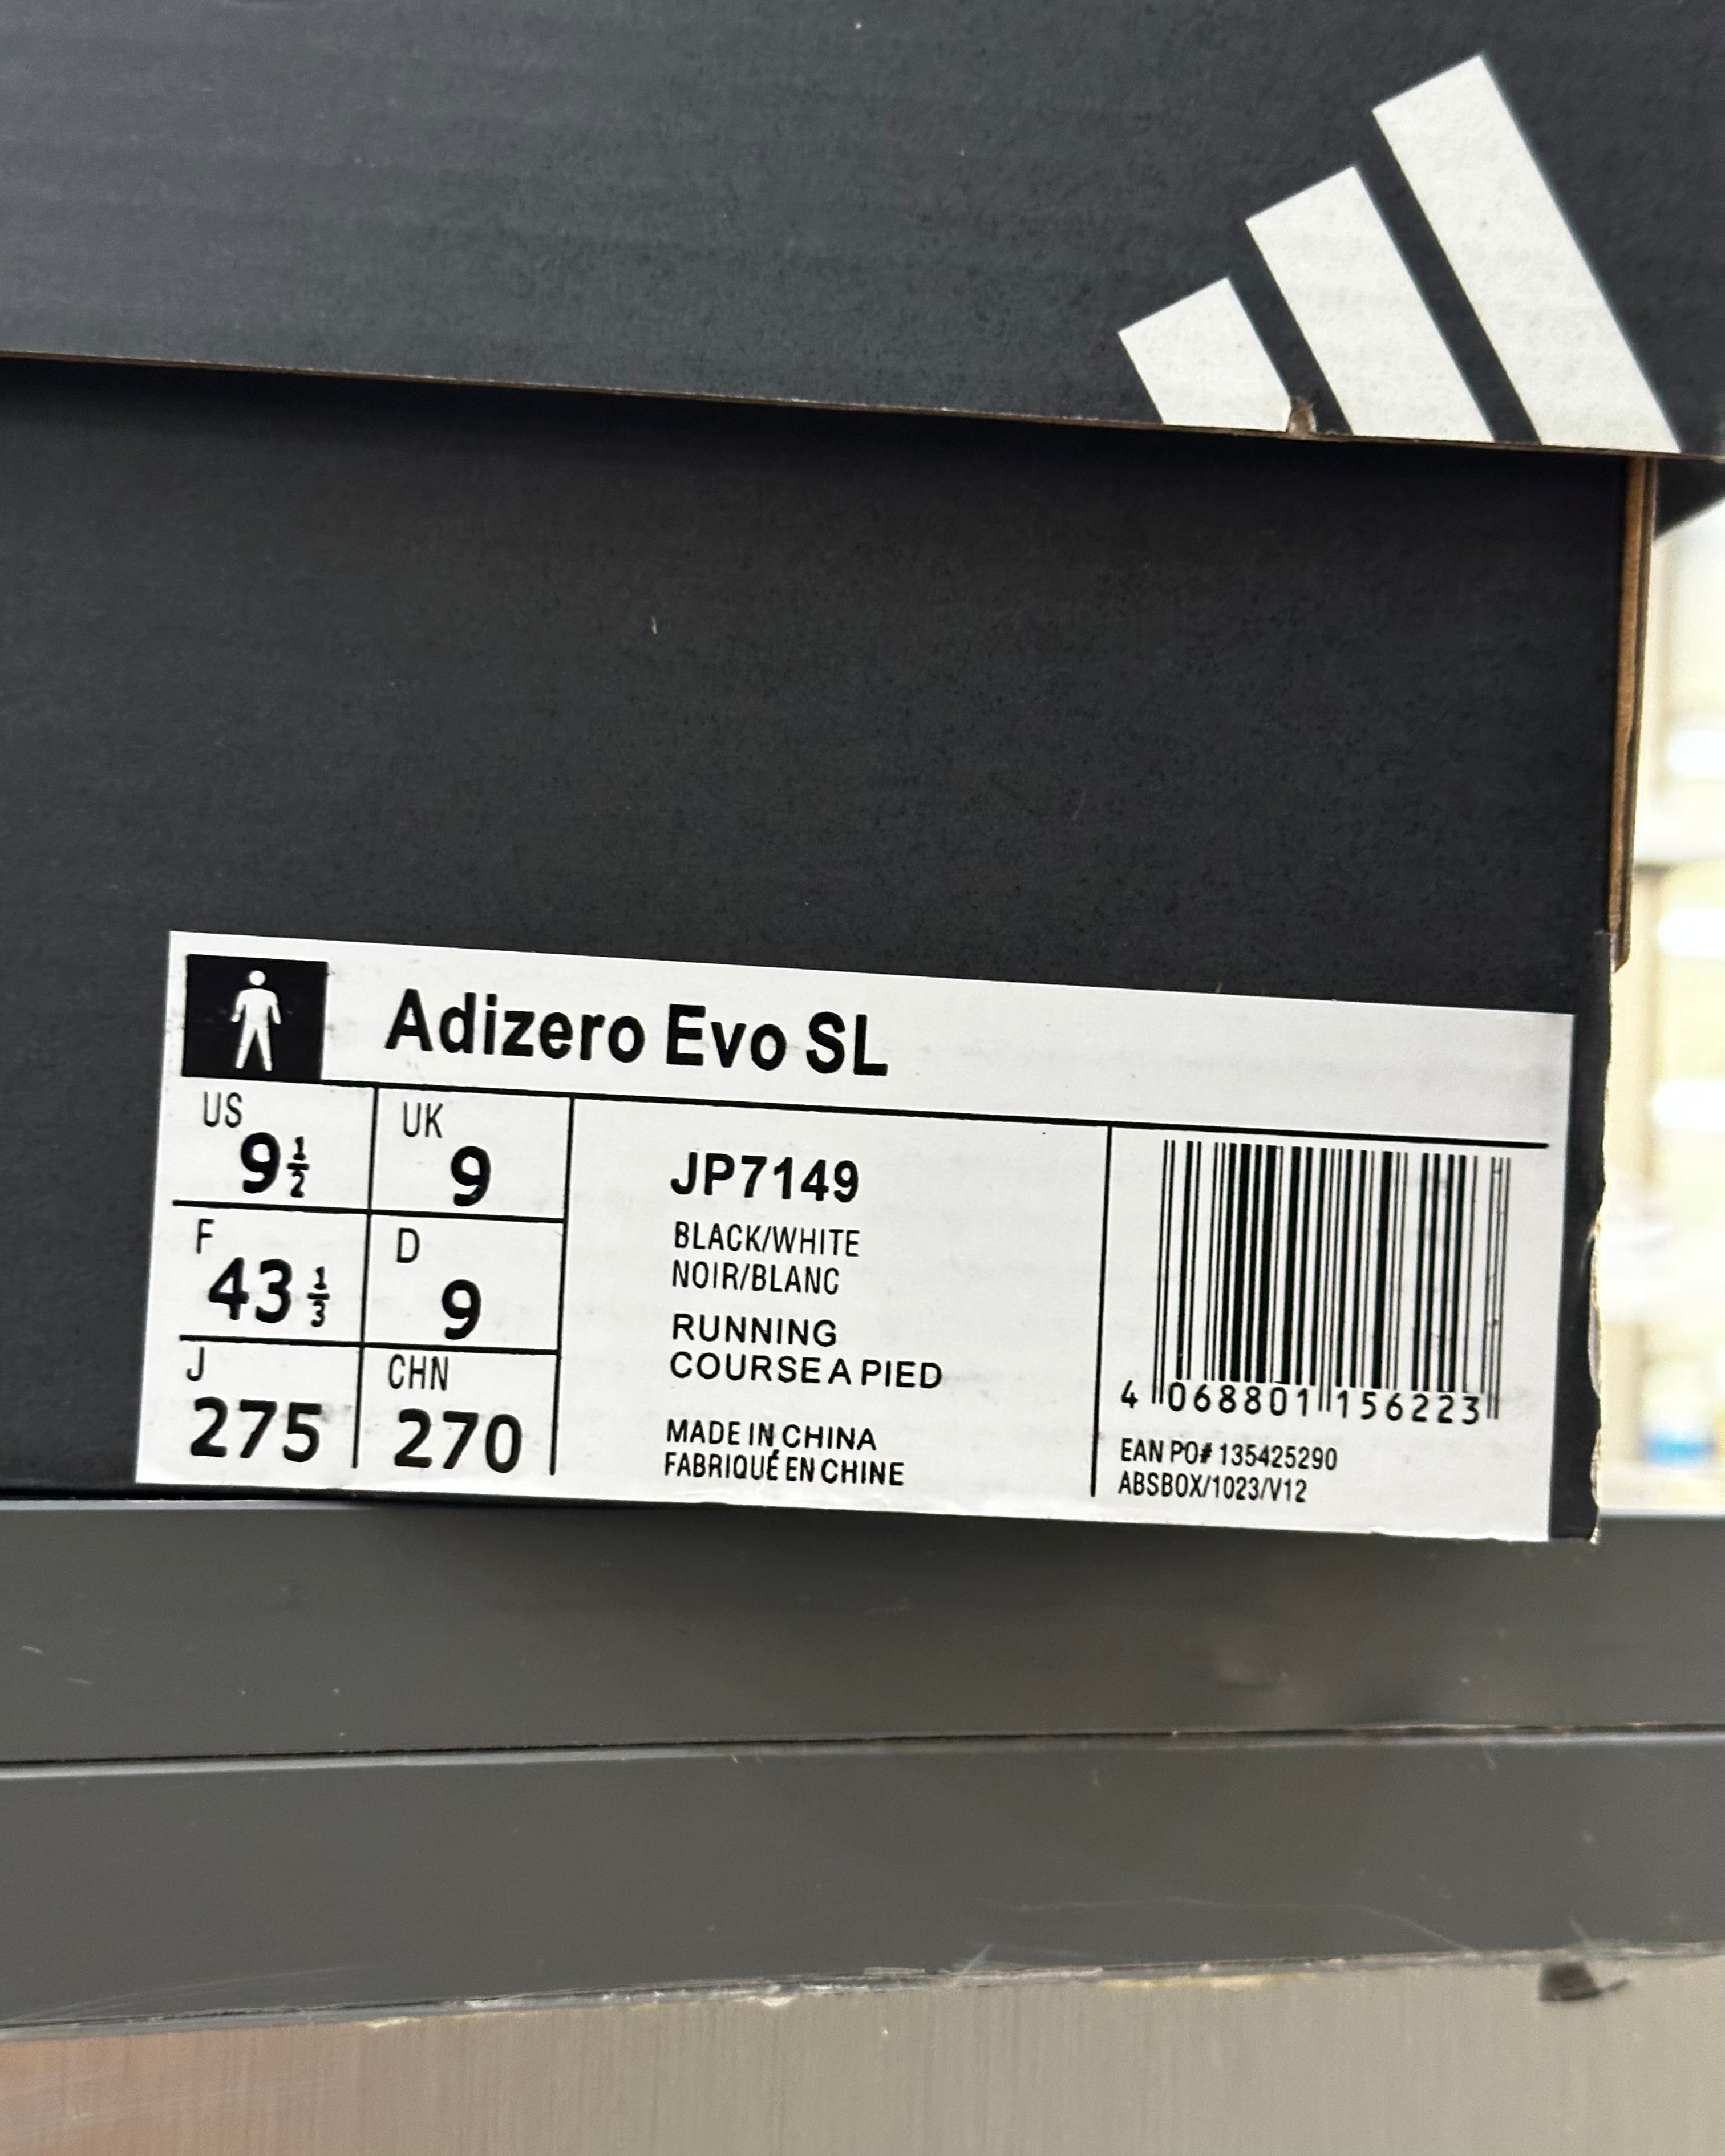 Adizero Evo SL
US 9½ UK 9
F 43⅓ D 9
J 275 CHN 270
JP7149
BLACK/WHITE
NOIR/BLANC
RUNNING
COURSE A PIED
MADE IN CHINA
FABRIQUÉ EN CHINE
4 068801 156223
EAN PO# 135425290
ABSBOX/1023/V12